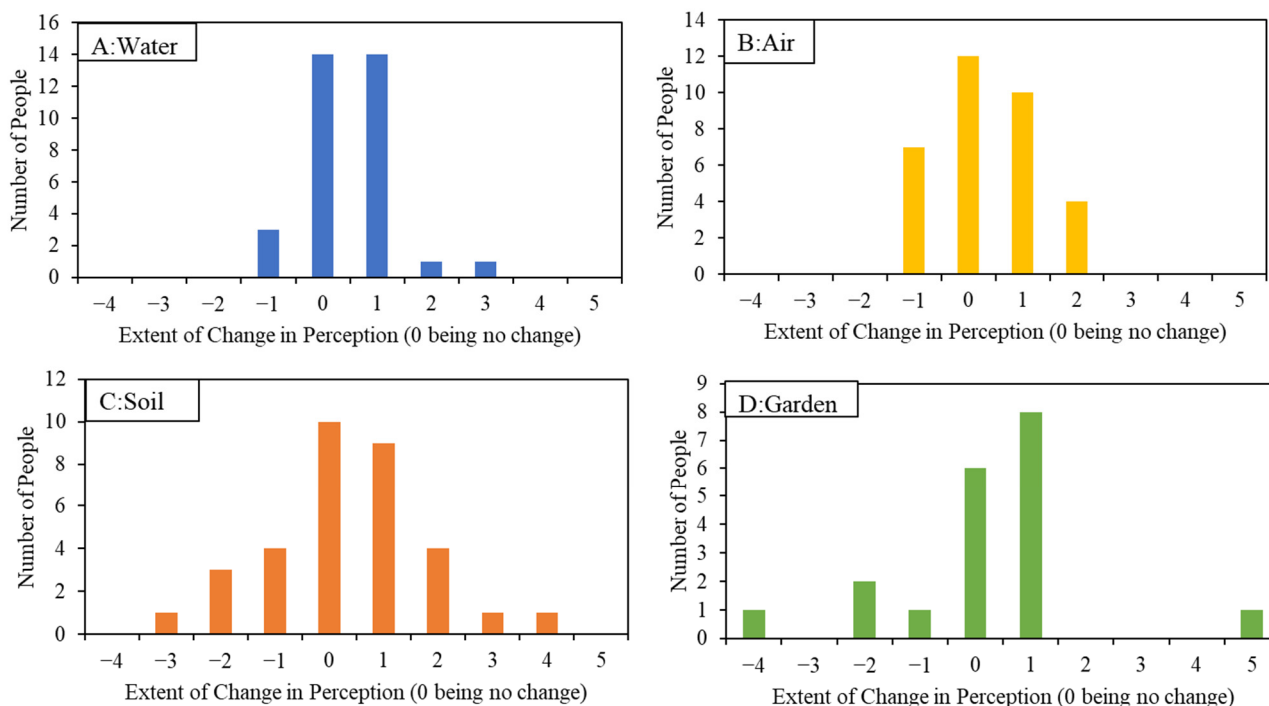 A:Water
Number of People
16
14
12
10
8
6
4
2
0
−4 −3 −2 −1 0 1 2 3 4 5
Extent of Change in Perception (0 being no change)
B:Air
Number of People
14
12
10
8
6
4
2
0
−4 −3 −2 −1 0 1 2 3 4 5
Extent of Change in Perception (0 being no change)
C:Soil
Number of People
12
10
8
6
4
2
0
−4 −3 −2 −1 0 1 2 3 4 5
Extent of Change in Perception (0 being no change)
D:Garden
Number of People
9
8
7
6
5
4
3
2
1
0
−4 −3 −2 −1 0 1 2 3 4 5
Extent of Change in Perception (0 being no change)